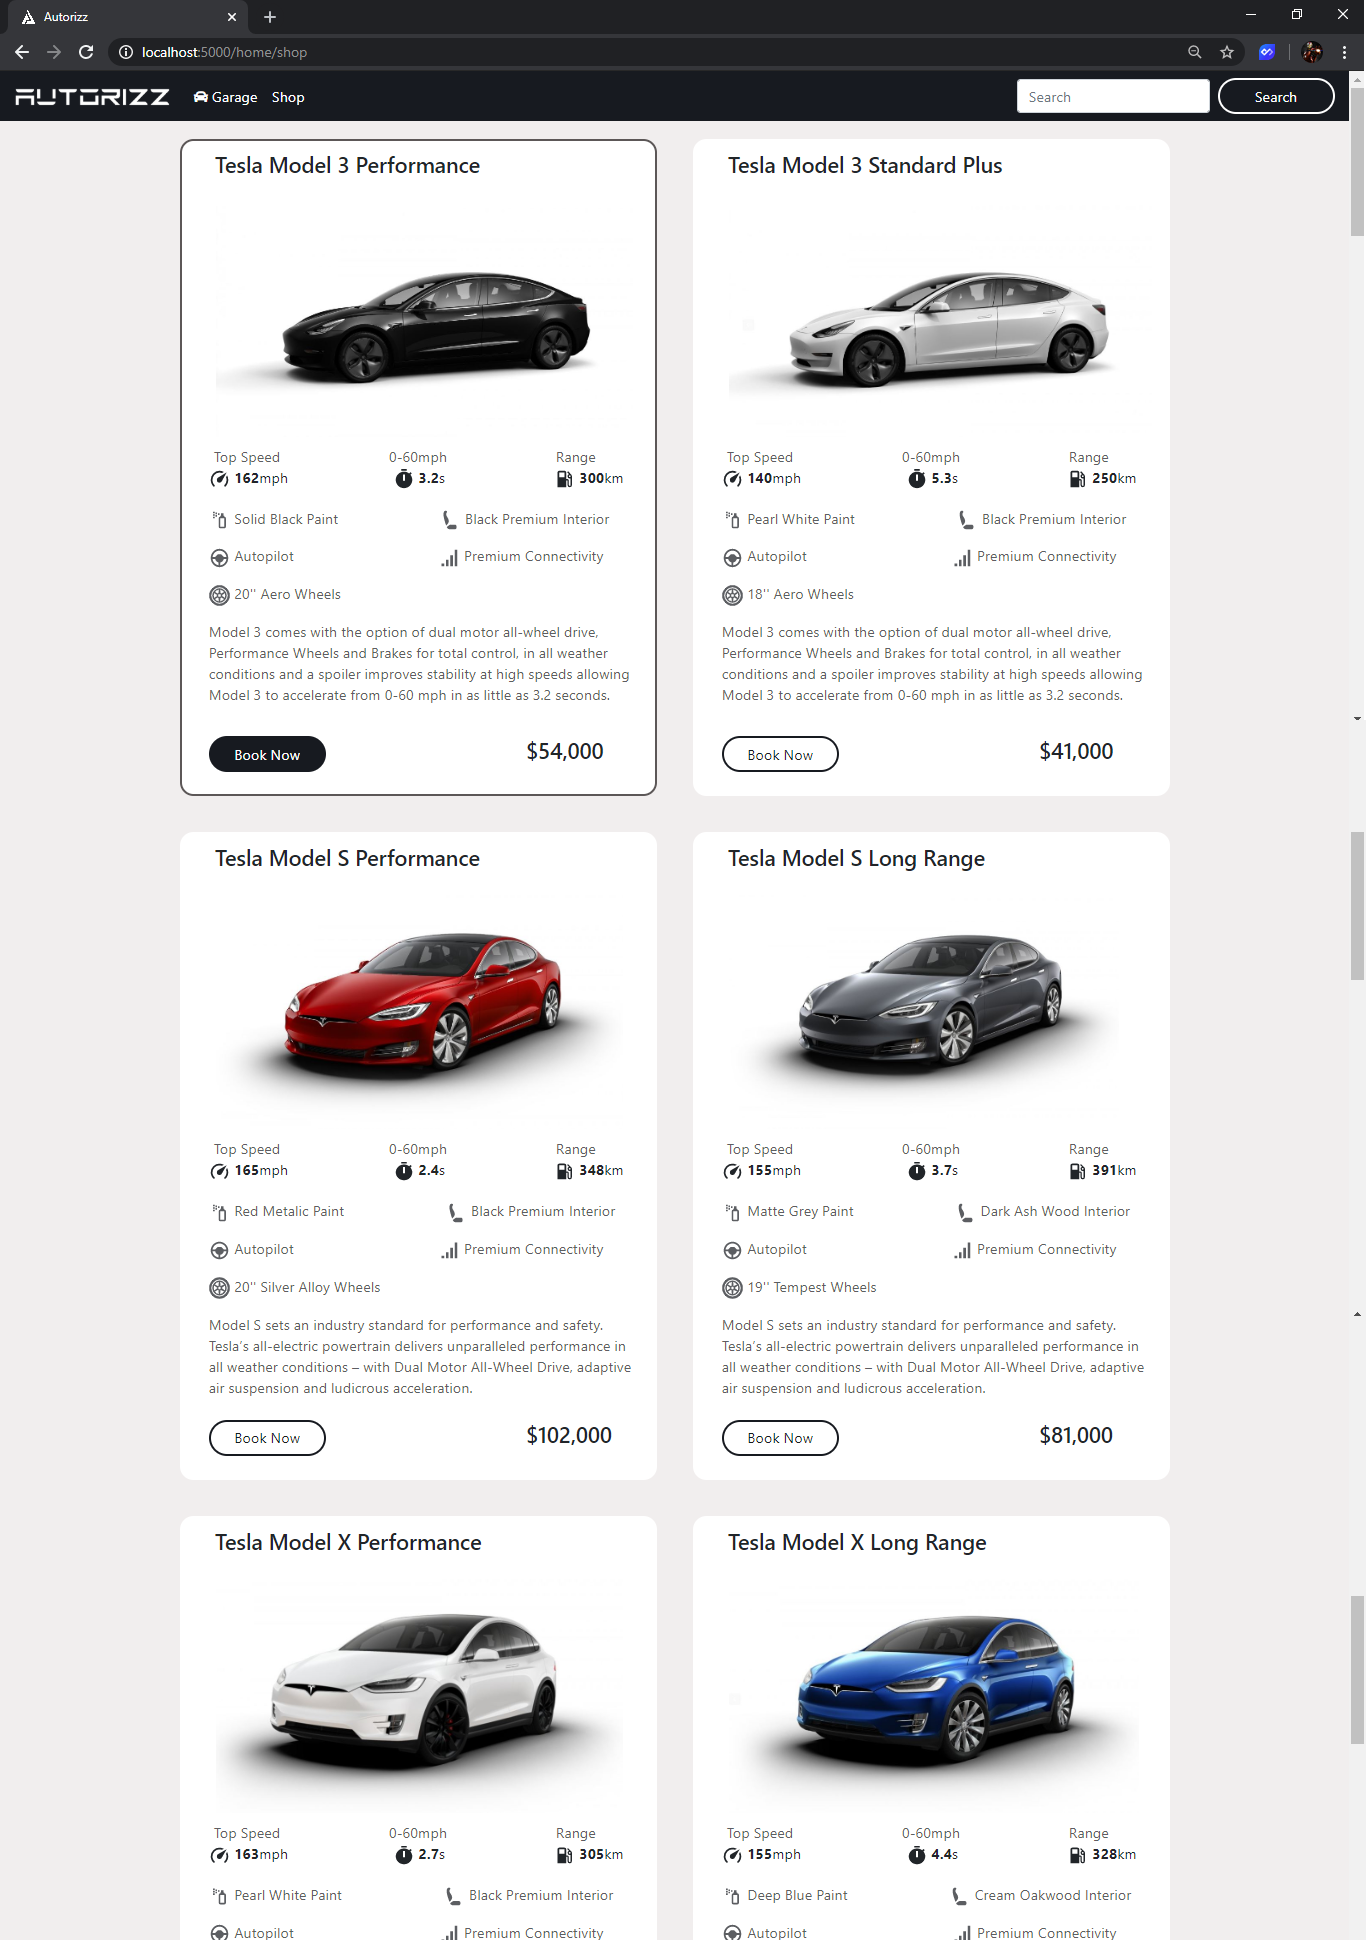 Autorizz
localhost:5000/home/shop
AUTORIZZ Garage Shop Search Search
Tesla Model 3 Performance
Top Speed 0-60mph Range
162mph 3.2s 300km
Solid Black Paint Black Premium Interior
Autopilot Premium Connectivity
20'' Aero Wheels
Model 3 comes with the option of dual motor all-wheel drive,
Performance Wheels and Brakes for total control, in all weather
conditions and a spoiler improves stability at high speeds allowing
Model 3 to accelerate from 0-60 mph in as little as 3.2 seconds.
Book Now $54,000
Tesla Model 3 Standard Plus
Top Speed 0-60mph Range
140mph 5.3s 250km
Pearl White Paint Black Premium Interior
Autopilot Premium Connectivity
18'' Aero Wheels
Model 3 comes with the option of dual motor all-wheel drive,
Performance Wheels and Brakes for total control, in all weather
conditions and a spoiler improves stability at high speeds allowing
Model 3 to accelerate from 0-60 mph in as little as 3.2 seconds.
Book Now $41,000
Tesla Model S Performance
Top Speed 0-60mph Range
165mph 2.4s 348km
Red Metalic Paint Black Premium Interior
Autopilot Premium Connectivity
20'' Silver Alloy Wheels
Model S sets an industry standard for performance and safety.
Tesla’s all-electric powertrain delivers unparalleled performance in
all weather conditions – with Dual Motor All-Wheel Drive, adaptive
air suspension and ludicrous acceleration.
Book Now $102,000
Tesla Model S Long Range
Top Speed 0-60mph Range
155mph 3.7s 391km
Matte Grey Paint Dark Ash Wood Interior
Autopilot Premium Connectivity
19'' Tempest Wheels
Model S sets an industry standard for performance and safety.
Tesla’s all-electric powertrain delivers unparalleled performance in
all weather conditions – with Dual Motor All-Wheel Drive, adaptive
air suspension and ludicrous acceleration.
Book Now $81,000
Tesla Model X Performance
Top Speed 0-60mph Range
163mph 2.7s 305km
Pearl White Paint Black Premium Interior
Autopilot Premium Connectivity
Tesla Model X Long Range
Top Speed 0-60mph Range
155mph 4.4s 328km
Deep Blue Paint Cream Oakwood Interior
Autopilot Premium Connectivity